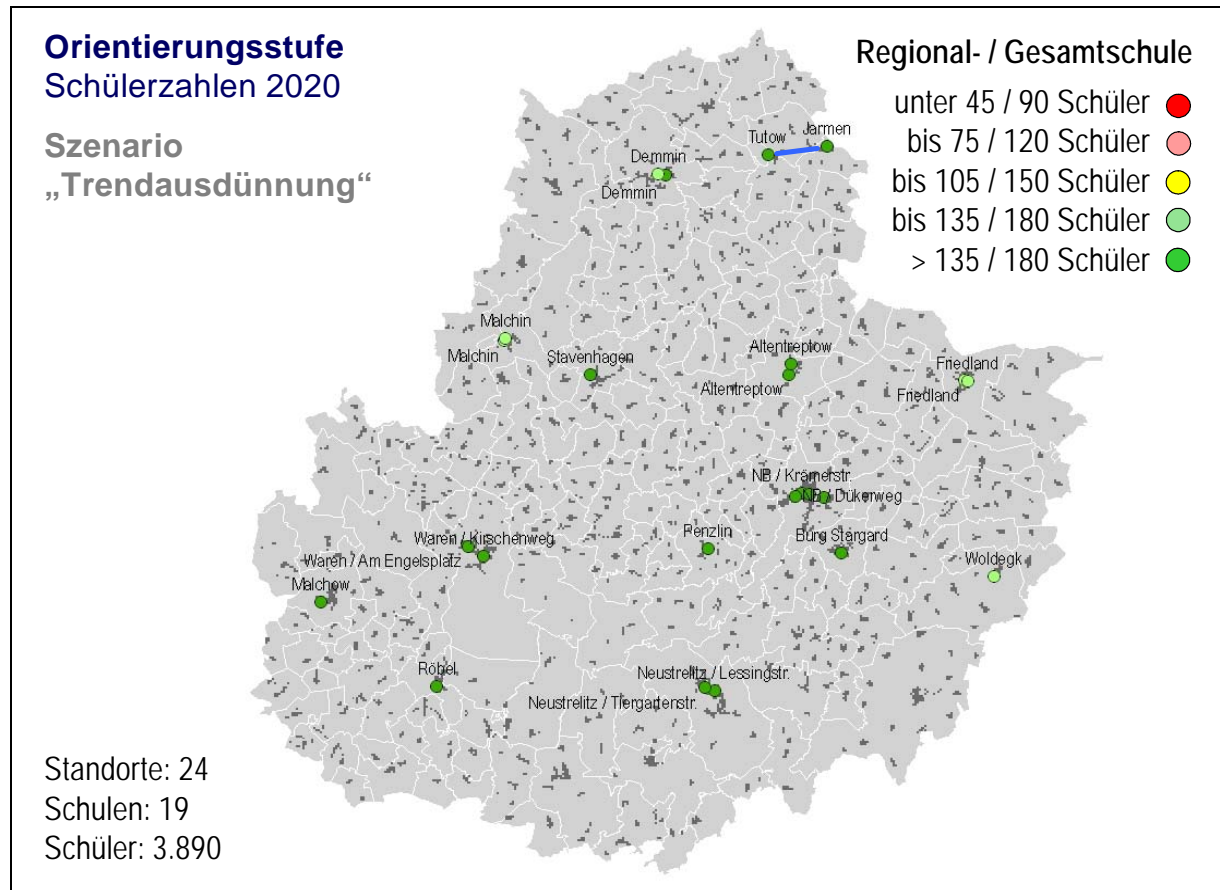 Orientierungsstufe
Schülerzahlen 2020
Szenario
„Trendausdünnung“
Regional- / Gesamtschule
unter 45 / 90 Schüler
bis 75 / 120 Schüler
bis 105 / 150 Schüler
bis 135 / 180 Schüler
> 135 / 180 Schüler
Jarmen
Tutow
Demmin
Demmin
Malchin
Malchin
Stavenhagen
Altentreptow
Altentreptow
Friedland
Friedland
NB / Krämerstr.
NB / Dükerweg
Waren / Kirschenweg
Waren / Am Engelsplatz
Penzlin
Burg Stargard
Woldegk
Malchow
Röbel
Neustrelitz / Lessingstr.
Neustrelitz / Tiergartenstr.
Standorte: 24
Schulen: 19
Schüler: 3.890